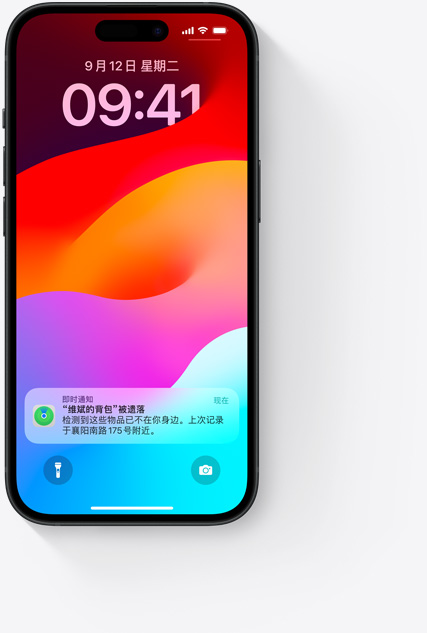 9月12日 星期二
09:41
即时通知
现在
“维斌的背包”被遗落
检测到这些物品已不在你身边。上次记录
于襄阳南路175号附近。